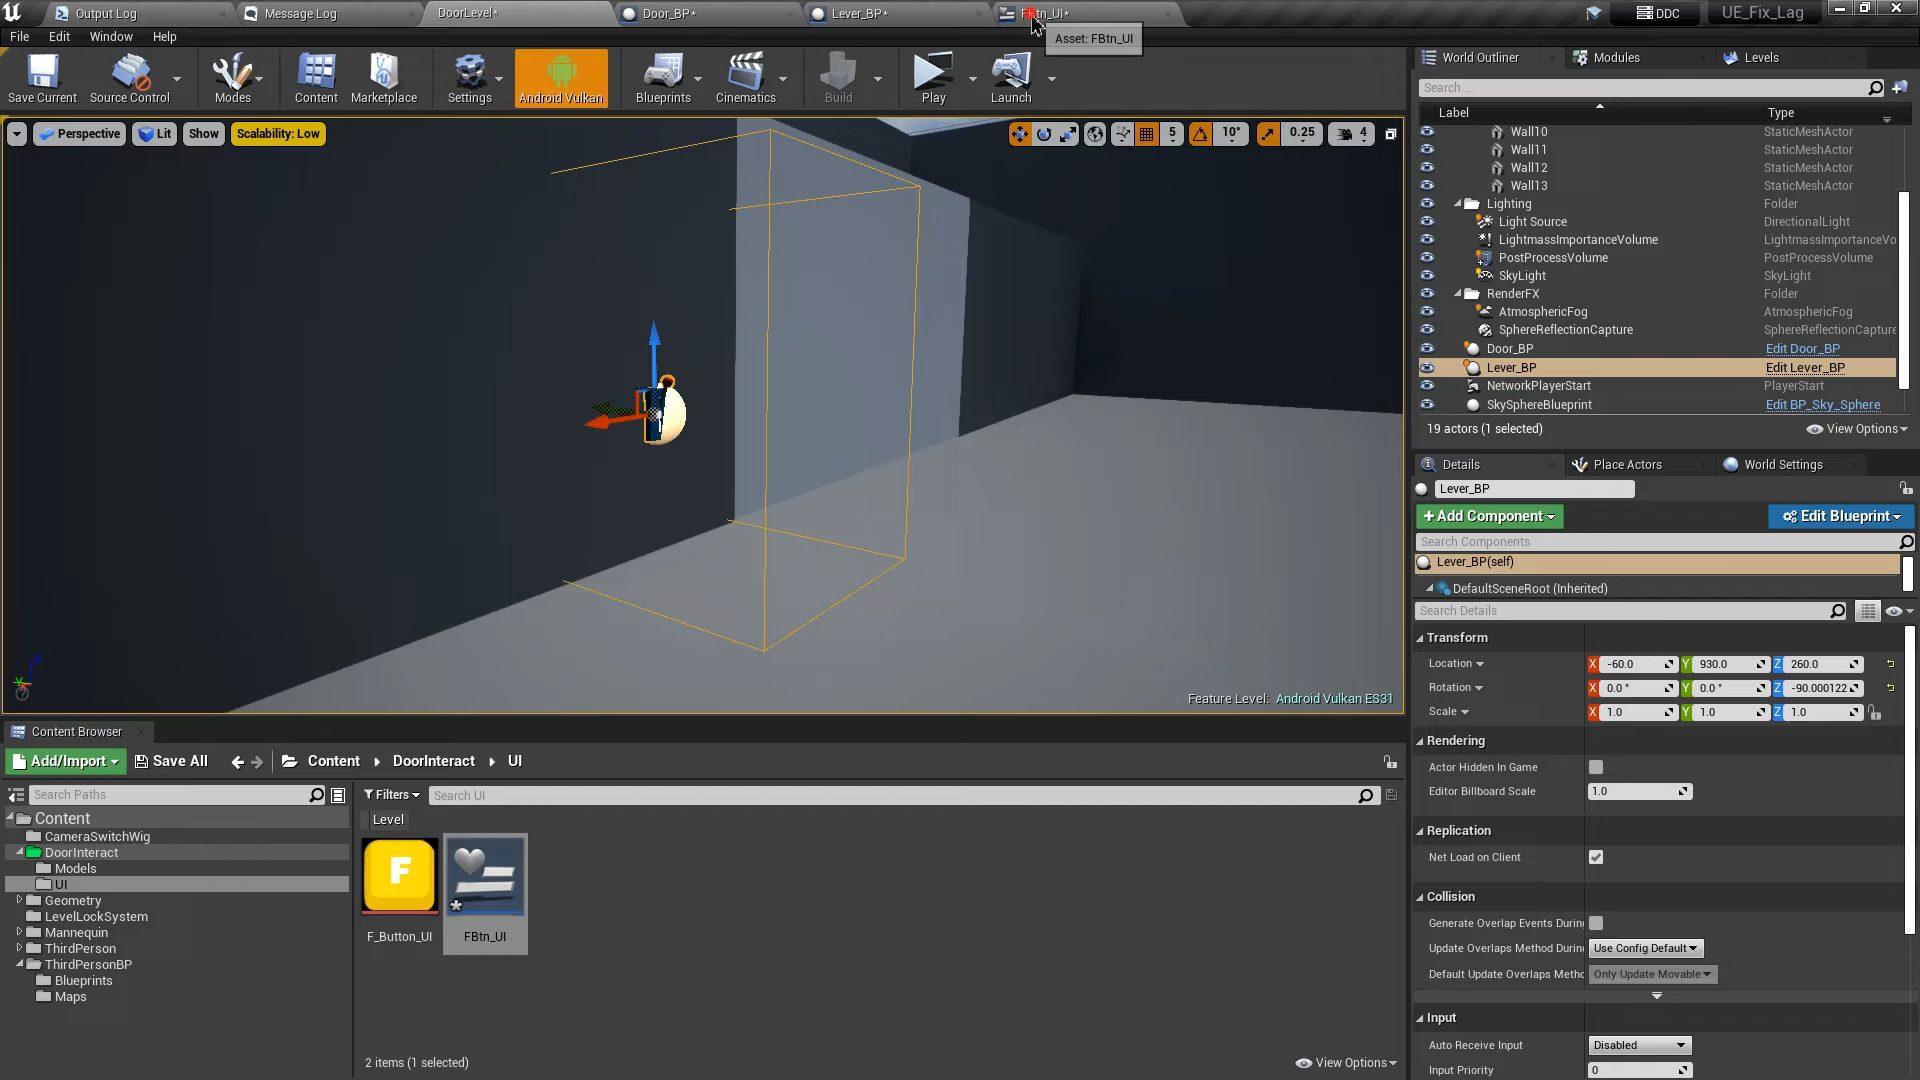 Output Log
Message Log
DoorLevel*
Door_BP*
Lever_BP*
FBtn_UI*
DDC
UE_Fix_Lag
File
Edit
Window
Help
Asset: FBtn_UI
Save Current
Source Control
Modes
Content
Marketplace
Settings
Android Vulkan
Blueprints
Cinematics
Build
Play
Launch
Perspective
Lit
Show
Scalability: Low
5
10°
0.25
4
Feature Level: Android Vulkan ES31
World Outliner
Modules
Levels
Search...
Label
Type
Wall10
StaticMeshActor
Wall11
StaticMeshActor
Wall12
StaticMeshActor
Wall13
StaticMeshActor
Lighting
Folder
Light Source
DirectionalLight
LightmassImportanceVolume
LightmassImportanceVo
PostProcessVolume
PostProcessVolume
SkyLight
SkyLight
RenderFX
Folder
AtmosphericFog
AtmosphericFog
SphereReflectionCapture
SphereReflectionCapture
Door_BP
Edit Door_BP
Lever_BP
Edit Lever_BP
NetworkPlayerStart
PlayerStart
SkySphereBlueprint
Edit BP_Sky_Sphere
19 actors (1 selected)
View Options
Details
Place Actors
World Settings
Lever_BP
+ Add Component
Edit Blueprint
Search Components
Lever_BP(self)
DefaultSceneRoot (Inherited)
Search Details
Transform
Location
X -60.0
Y 930.0
Z 260.0
Rotation
X 0.0 °
Y 0.0 °
Z -90.000122
Scale
X 1.0
Y 1.0
Z 1.0
Rendering
Actor Hidden In Game
Editor Billboard Scale
1.0
Replication
Net Load on Client
Collision
Generate Overlap Events During
Update Overlaps Method During
Use Config Default
Default Update Overlaps Metho
Only Update Movable
Input
Auto Receive Input
Disabled
Input Priority
0
Content Browser
Add/Import
Save All
Content
DoorInteract
UI
Search Paths
Filters
Search UI
Level
Content
CameraSwitchWig
DoorInteract
Models
UI
Geometry
LevelLockSystem
Mannequin
ThirdPerson
ThirdPersonBP
Blueprints
Maps
F
F_Button_UI
FBtn_UI
2 items (1 selected)
View Options